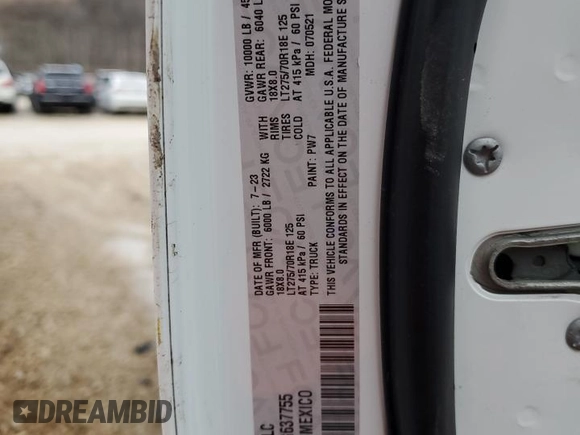 DATE OF MFR (BUILT): 7-23 GVWR: 10000 LB / 45
GAWR FRONT: 6000 LB / 2722 KG WITH GAWR REAR: 6040 L
18X8.0 RIMS 18X8.0
LT275/70R18E 125 TIRES LT275/70R18E 125
AT 415 kPa / 60 PSI COLD AT 415 kPa / 60 PSI
TYPE: TRUCK PAINT: PW7 MDH: 070521
THIS VEHICLE CONFORMS TO ALL APPLICABLE U.S.A. FEDERAL MOTOR
STANDARDS IN EFFECT ON THE DATE OF MANUFACTURE S
LC
637755
MEXICO
DREAMBID